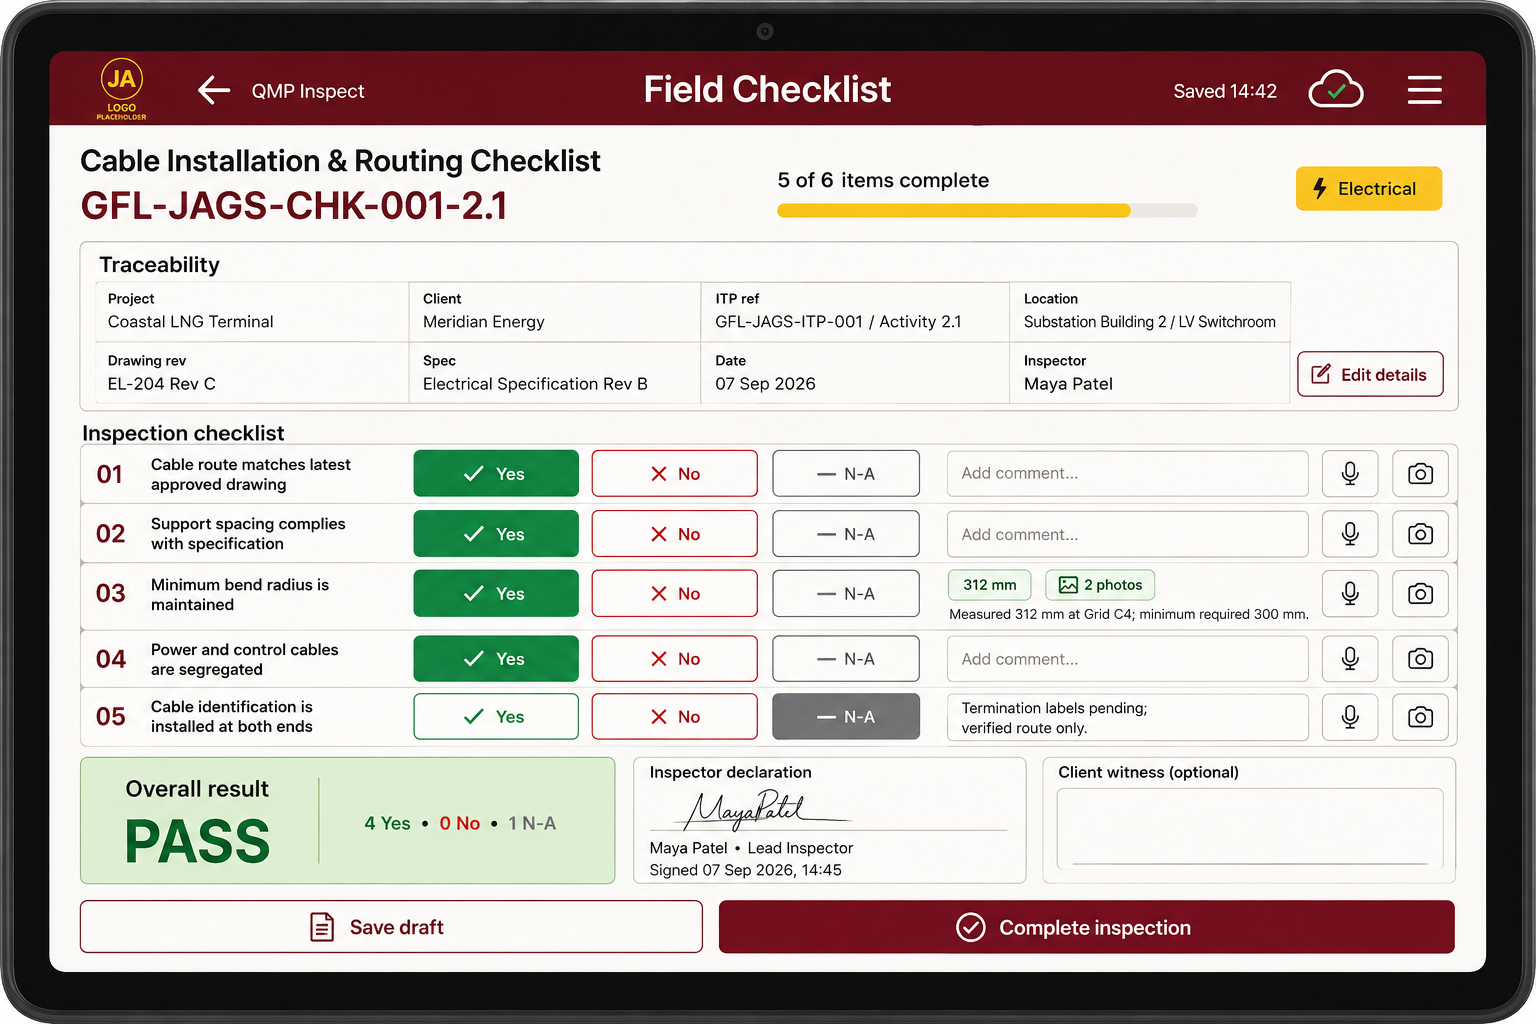 JA
LOGO
PLACEHOLDER
QMP Inspect
Field Checklist
Saved 14:42
Cable Installation & Routing Checklist
GFL-JAGS-CHK-001-2.1
5 of 6 items complete
Electrical
Traceability
Project
Coastal LNG Terminal
Client
Meridian Energy
ITP ref
GFL-JAGS-ITP-001 / Activity 2.1
Location
Substation Building 2 / LV Switchroom
Drawing rev
EL-204 Rev C
Spec
Electrical Specification Rev B
Date
07 Sep 2026
Inspector
Maya Patel
Edit details
Inspection checklist
01
Cable route matches latest
approved drawing
Yes
No
N-A
Add comment...
02
Support spacing complies
with specification
Yes
No
N-A
Add comment...
03
Minimum bend radius is
maintained
Yes
No
N-A
312 mm
2 photos
Measured 312 mm at Grid C4; minimum required 300 mm.
04
Power and control cables
are segregated
Yes
No
N-A
Add comment...
05
Cable identification is
installed at both ends
Yes
No
N-A
Termination labels pending;
verified route only.
Overall result
PASS
4 Yes • 0 No • 1 N-A
Inspector declaration
Maya Patel
Maya Patel • Lead Inspector
Signed 07 Sep 2026, 14:45
Client witness (optional)
Save draft
Complete inspection